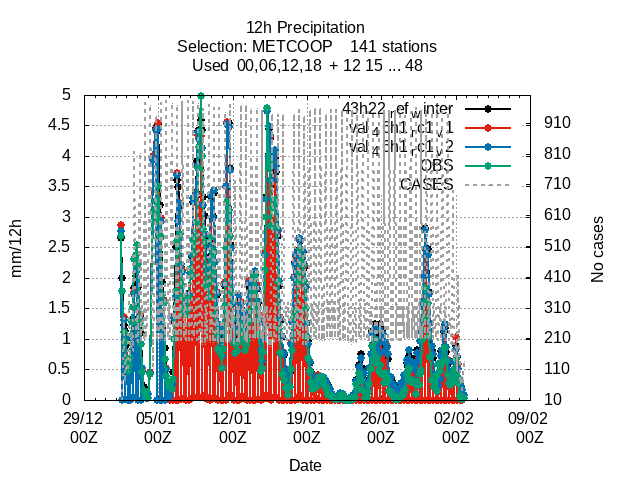 12h Precipitation
Selection: METCOOP 141 stations
Used 00,06,12,18 + 12 15 ... 48
43h22_ref_winter
val_46h1_rc1_v1
val_46h1_rc1_v2
OBS
CASES
mm/12h
5
4.5
4
3.5
3
2.5
2
1.5
1
0.5
0
No cases
910
810
710
610
510
410
310
210
110
10
29/12 05/01 12/01 19/01 26/01 02/02 09/02
00Z 00Z 00Z 00Z 00Z 00Z 00Z
Date